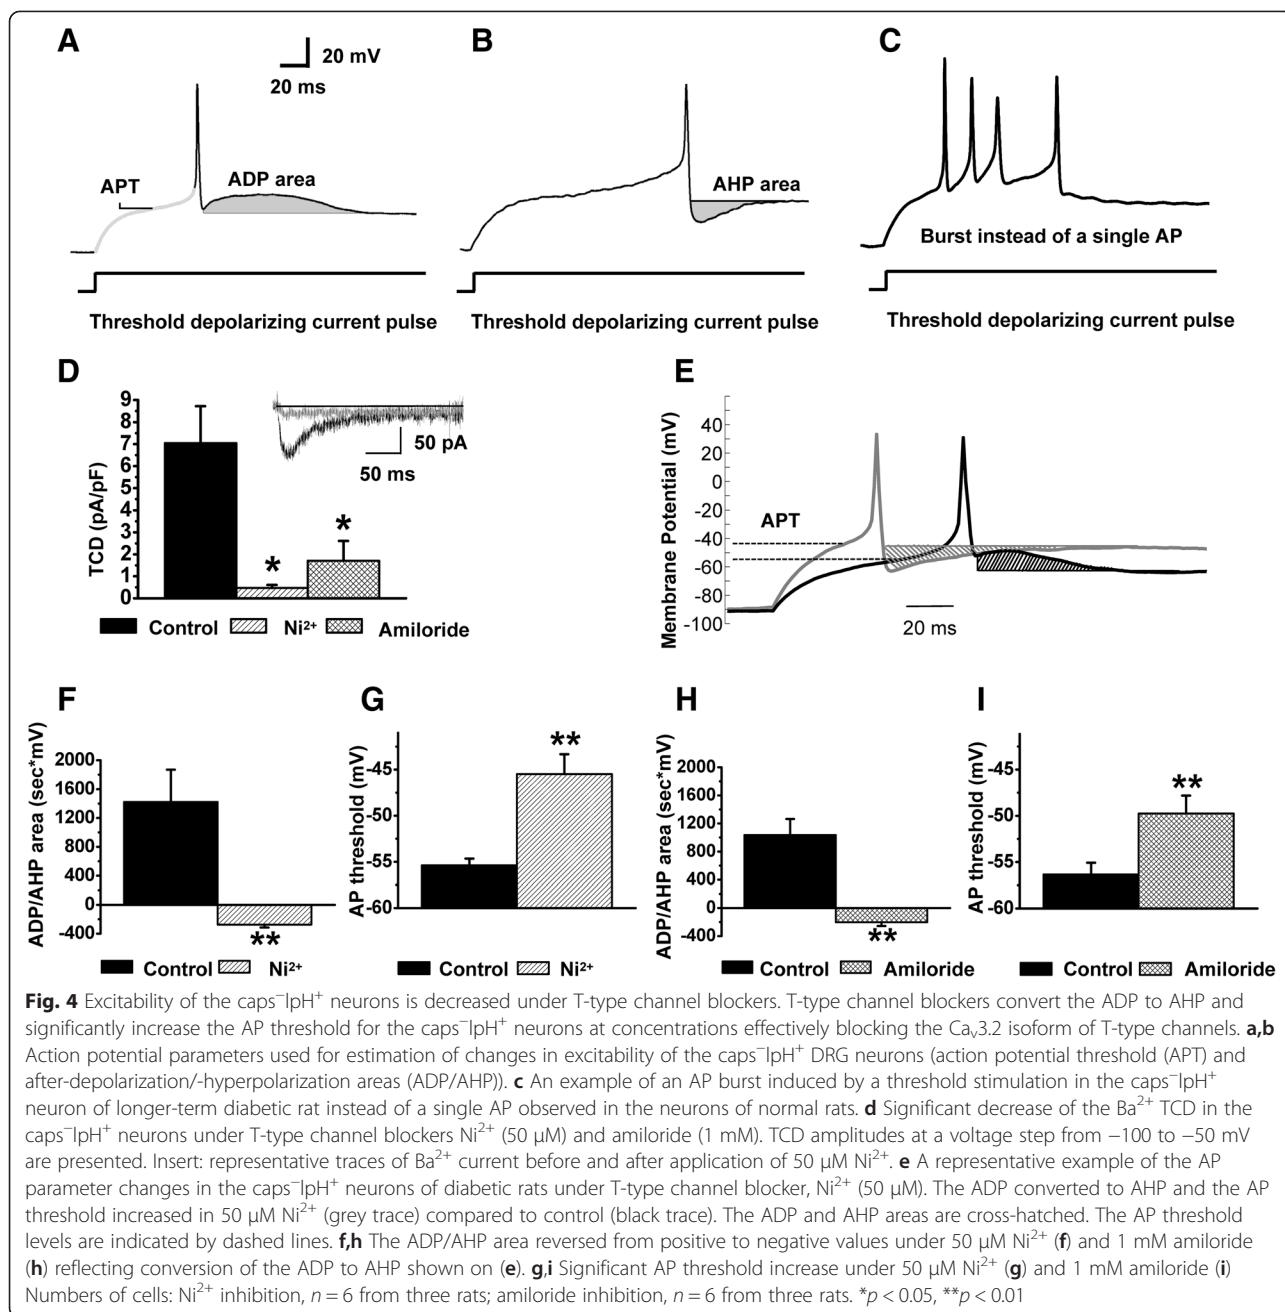 A
B
C
20 mV
20 ms
APT
ADP area
AHP area
Burst instead of a single AP
Threshold depolarizing current pulse
Threshold depolarizing current pulse
Threshold depolarizing current pulse
D
TCD (pA/pF)
9
8
7
6
5
4
3
2
1
0
*
*
50 pA
50 ms
Control
Ni²⁺
Amiloride
E
Membrane Potential (mV)
40
20
0
-20
-40
-60
-80
-100
APT
20 ms
F
ADP/AHP area (sec*mV)
2000
1600
1200
800
400
0
-400
**
Control
Ni²⁺
G
AP threshold (mV)
-45
-50
-55
-60
**
Control
Ni²⁺
H
ADP/AHP area (sec*mV)
2000
1600
1200
800
400
0
-400
**
Control
Amiloride
I
AP threshold (mV)
-45
-50
-55
-60
**
Control
Amiloride
Fig. 4 Excitability of the caps⁻IpH⁺ neurons is decreased under T-type channel blockers. T-type channel blockers convert the ADP to AHP and
significantly increase the AP threshold for the caps⁻IpH⁺ neurons at concentrations effectively blocking the Caᵥ3.2 isoform of T-type channels. a,b
Action potential parameters used for estimation of changes in excitability of the caps⁻IpH⁺ DRG neurons (action potential threshold (APT) and
after-depolarization/-hyperpolarization areas (ADP/AHP)). c An example of an AP burst induced by a threshold stimulation in the caps⁻IpH⁺
neuron of longer-term diabetic rat instead of a single AP observed in the neurons of normal rats. d Significant decrease of the Ba²⁺ TCD in the
caps⁻IpH⁺ neurons under T-type channel blockers Ni²⁺ (50 μM) and amiloride (1 mM). TCD amplitudes at a voltage step from −100 to −50 mV
are presented. Insert: representative traces of Ba²⁺ current before and after application of 50 μM Ni²⁺. e A representative example of the AP
parameter changes in the caps⁻IpH⁺ neurons of diabetic rats under T-type channel blocker, Ni²⁺ (50 μM). The ADP converted to AHP and the AP
threshold increased in 50 μM Ni²⁺ (grey trace) compared to control (black trace). The ADP and AHP areas are cross-hatched. The AP threshold
levels are indicated by dashed lines. f,h The ADP/AHP area reversed from positive to negative values under 50 μM Ni²⁺ (f) and 1 mM amiloride
(h) reflecting conversion of the ADP to AHP shown on (e). g,i Significant AP threshold increase under 50 μM Ni²⁺ (g) and 1 mM amiloride (i)
Numbers of cells: Ni²⁺ inhibition, n = 6 from three rats; amiloride inhibition, n = 6 from three rats. *p < 0.05, **p < 0.01